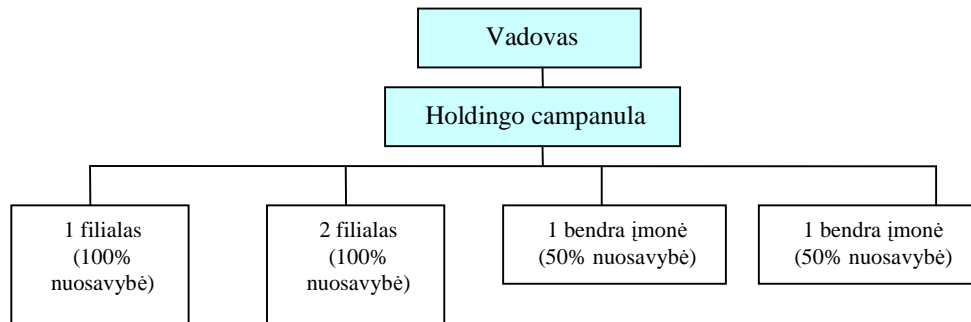 Vadovas
Holdingo campanula
1 filialas
(100%
nuosavybė)
2 filialas
(100%
nuosavybė)
1 bendra įmonė
(50% nuosavybė)
1 bendra įmonė
(50% nuosavybė)